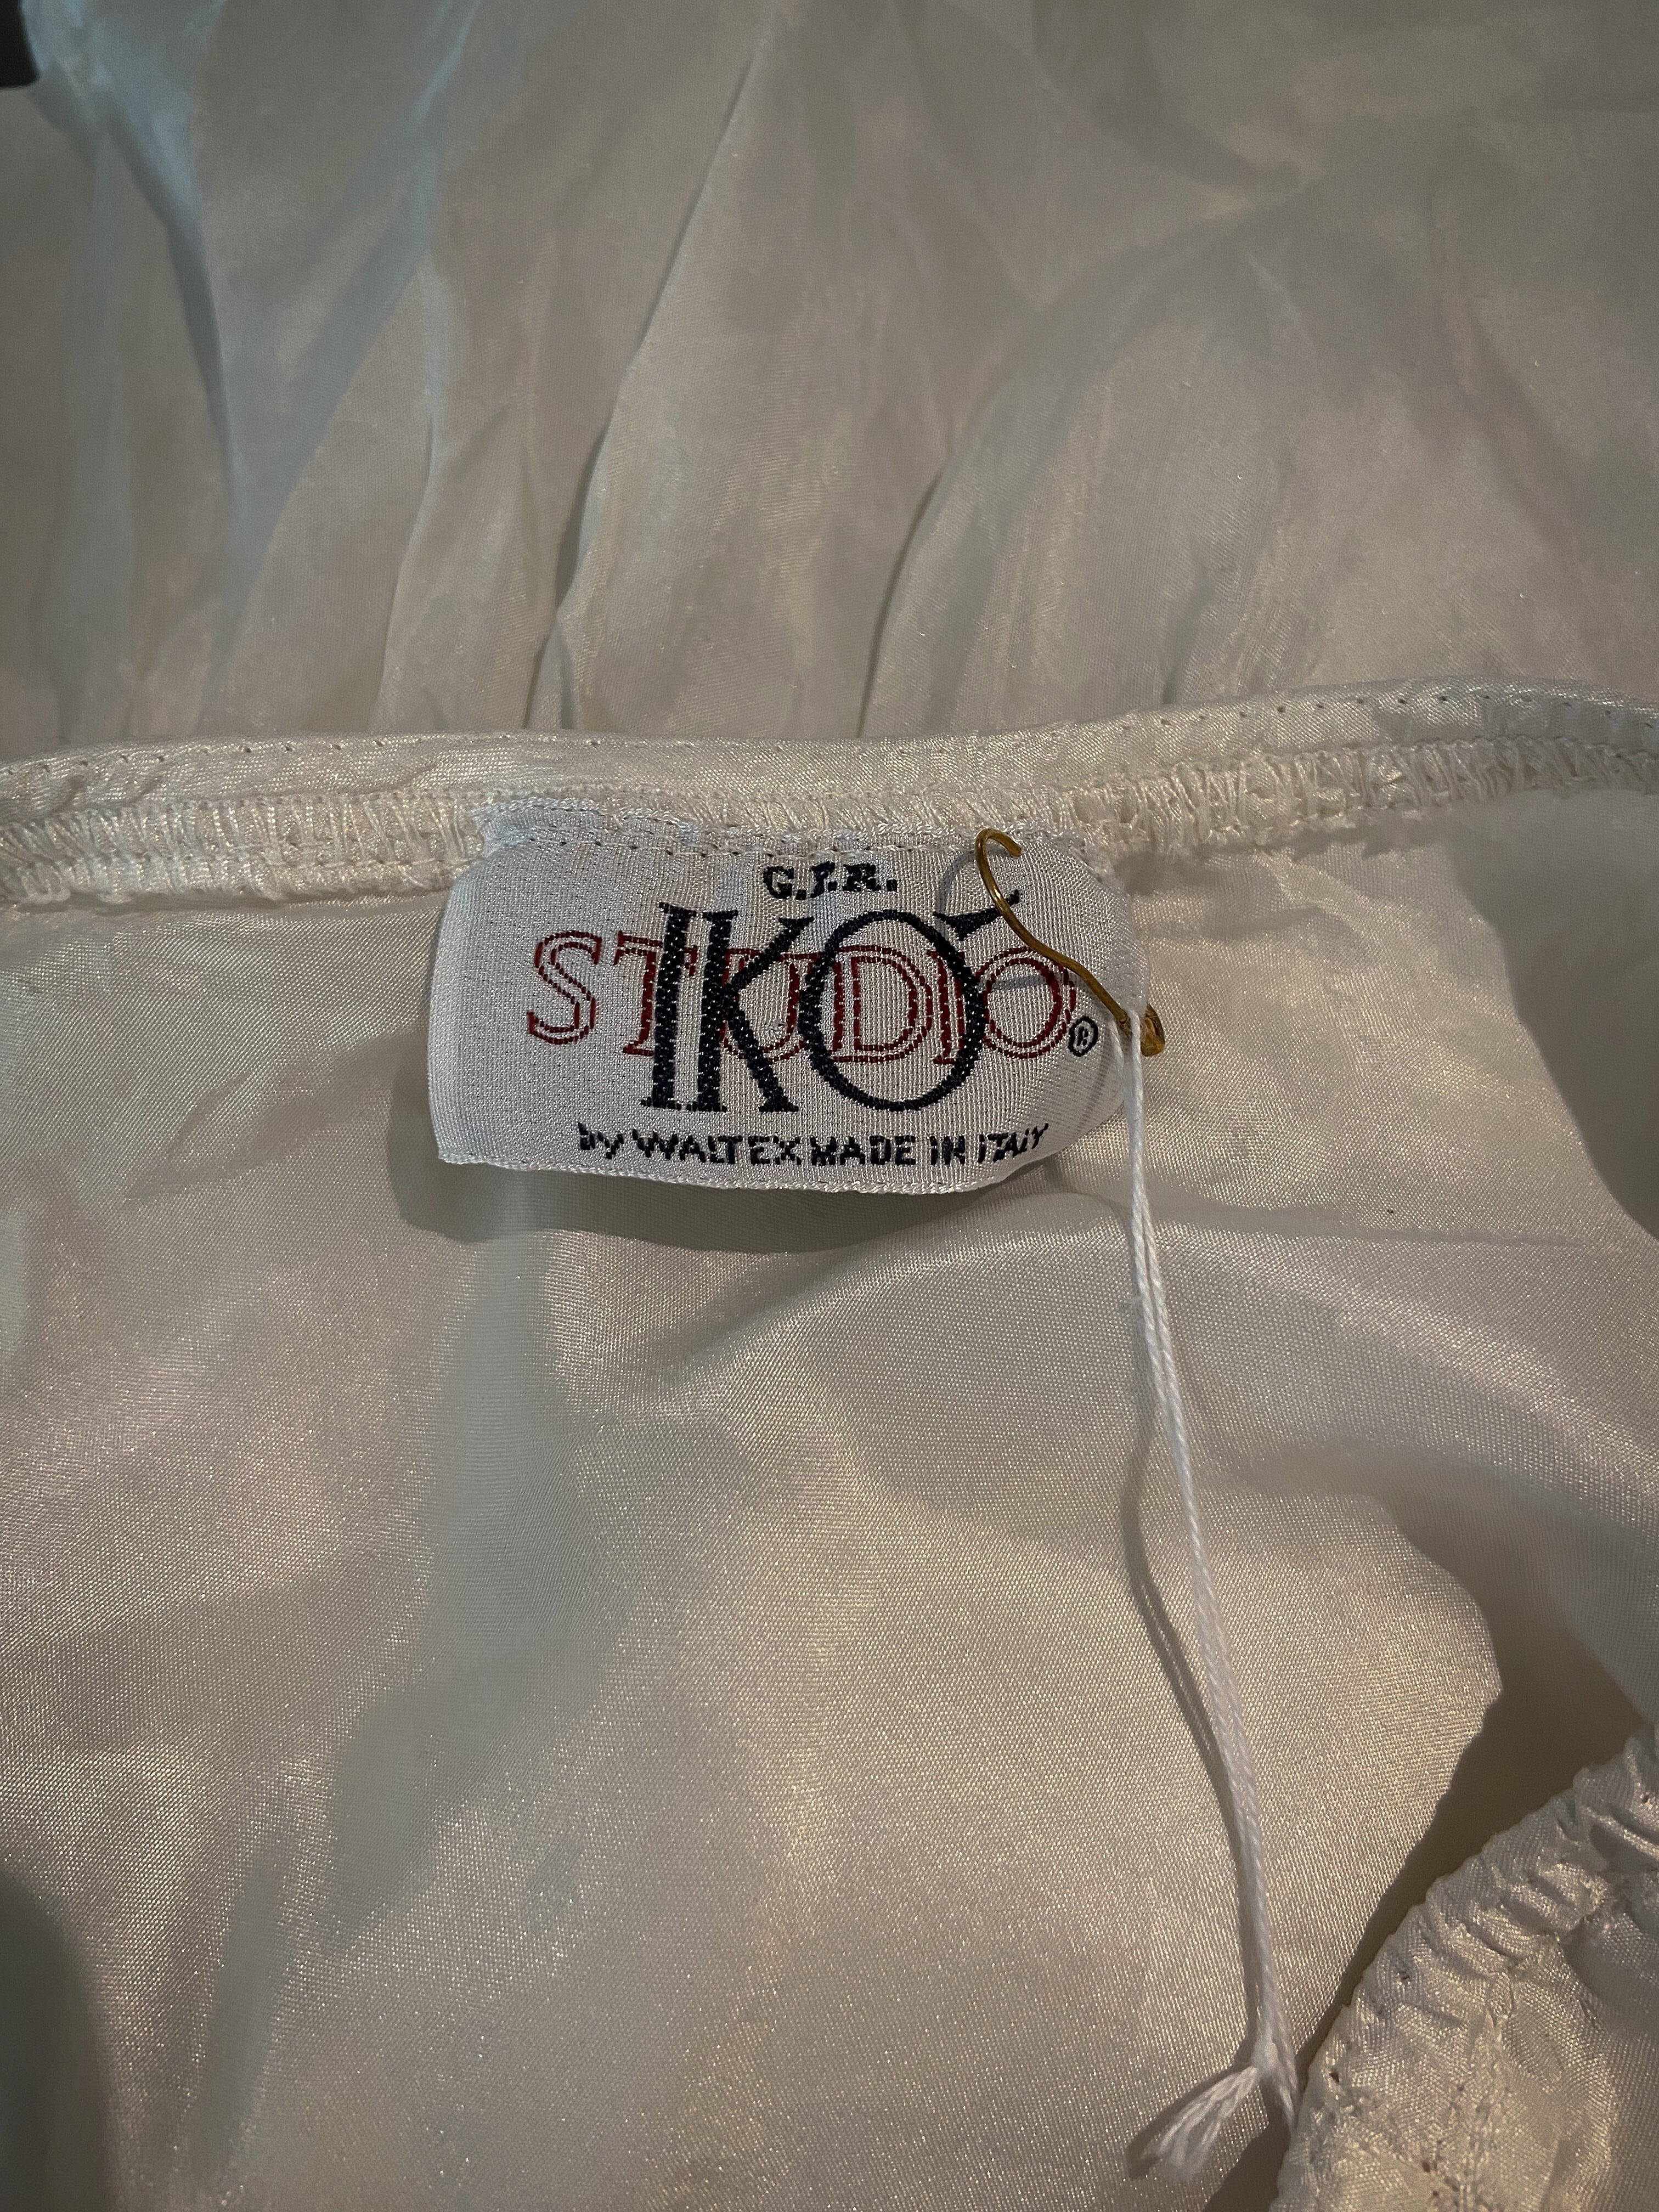 G.F.R.
IKO'
STUDIO®
by WALTEX MADE IN ITALY